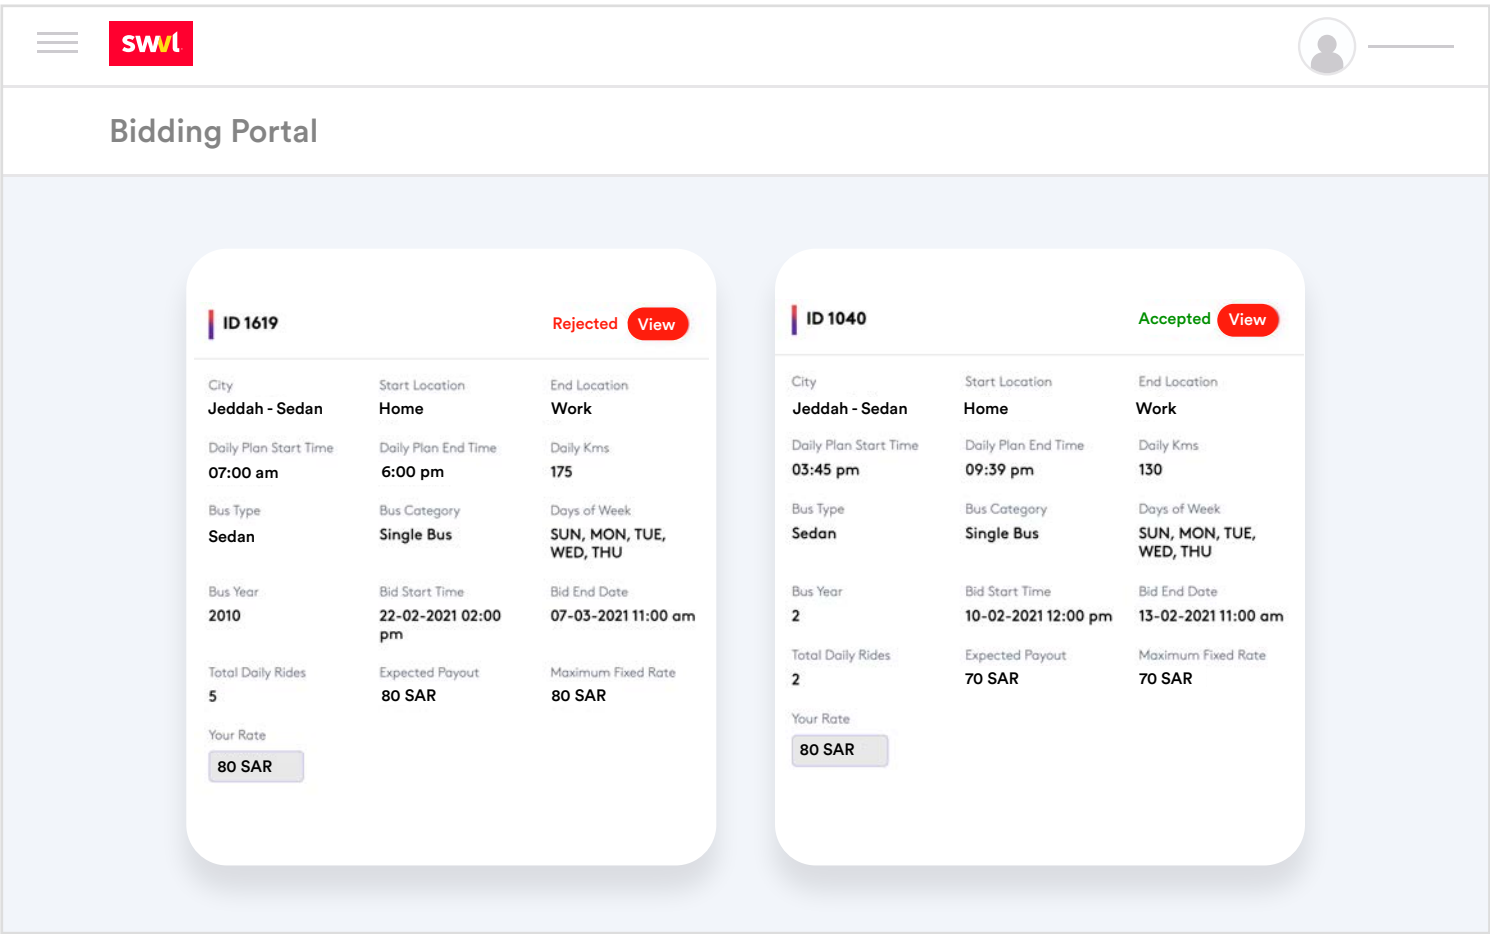 swvl
Bidding Portal
ID 1619 Rejected View
City Start Location End Location
Jeddah - Sedan Home Work
Daily Plan Start Time Daily Plan End Time Daily Kms
07:00 am 6:00 pm 175
Bus Type Bus Category Days of Week
Sedan Single Bus SUN, MON, TUE,
WED, THU
Bus Year Bid Start Time Bid End Date
2010 22-02-2021 02:00 07-03-2021 11:00 am
pm
Total Daily Rides Expected Payout Maximum Fixed Rate
5 80 SAR 80 SAR
Your Rate
80 SAR
ID 1040 Accepted View
City Start Location End Location
Jeddah - Sedan Home Work
Daily Plan Start Time Daily Plan End Time Daily Kms
03:45 pm 09:39 pm 130
Bus Type Bus Category Days of Week
Sedan Single Bus SUN, MON, TUE,
WED, THU
Bus Year Bid Start Time Bid End Date
2 10-02-2021 12:00 pm 13-02-2021 11:00 am
Total Daily Rides Expected Payout Maximum Fixed Rate
2 70 SAR 70 SAR
Your Rate
80 SAR